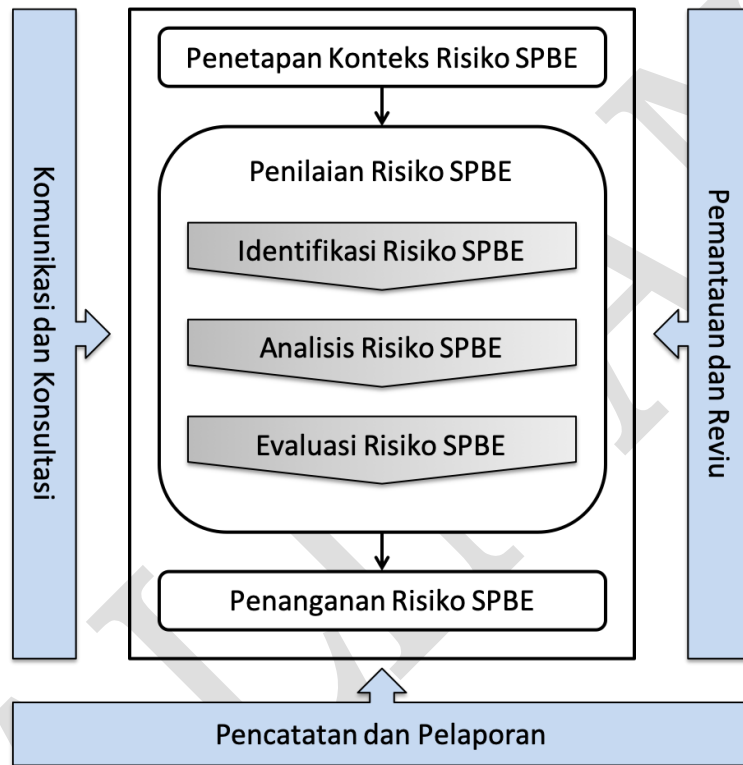 Penetapan Konteks Risiko SPBE
Penilaian Risiko SPBE
Identifikasi Risiko SPBE
Analisis Risiko SPBE
Evaluasi Risiko SPBE
Penanganan Risiko SPBE
Komunikasi dan Konsultasi
Pemantauan dan Reviu
Pencatatan dan Pelaporan